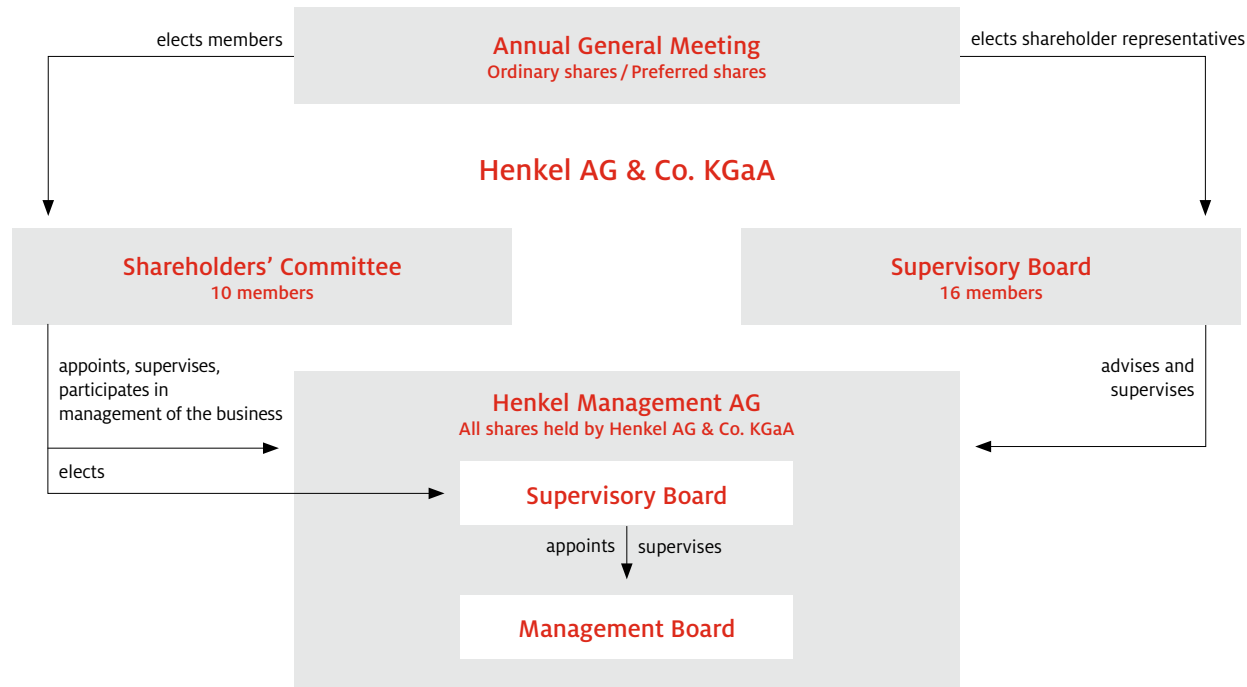 elects members
Annual General Meeting
Ordinary shares / Preferred shares
elects shareholder representatives
Henkel AG & Co. KGaA
Shareholders’ Committee
10 members
Supervisory Board
16 members
appoints, supervises,
participates in
management of the business
advises and
supervises
Henkel Management AG
All shares held by Henkel AG & Co. KGaA
elects
Supervisory Board
appoints
supervises
Management Board